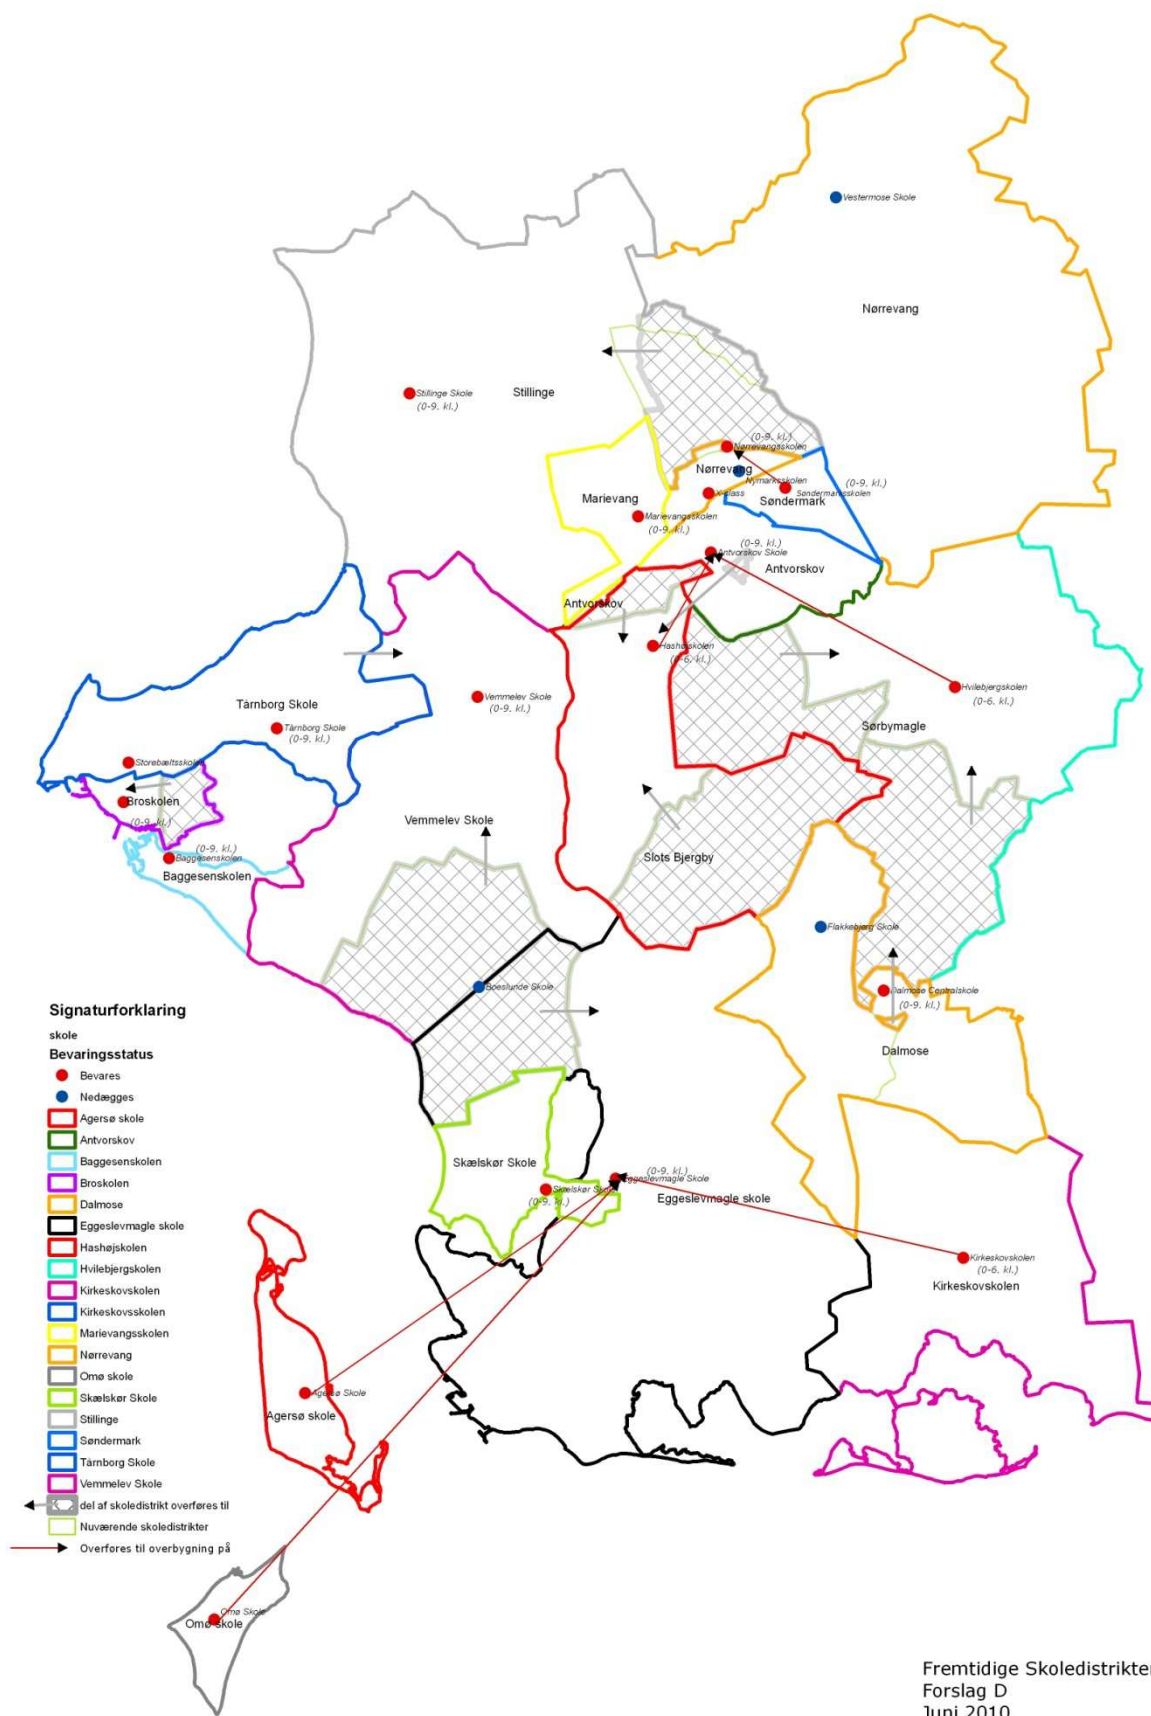 Vestermose Skole
Nørrevang
Stillinge
Stillinge Skole
(0-9. kl.)
(0-9. kl.)
Nørrevangsskolen
Nørrevang
Nymarksskolen
(0-9. kl.)
Søndermarksskolen
Søndermark
X-class
Marievang
Marievangsskolen
(0-9. kl.)
(0-9. kl.)
Antvorskov Skole
Antvorskov
Antvorskov
Hashøjskolen
(0-6. kl.)
Hvilebjergskolen
(0-6. kl.)
Vemmelev Skole
(0-9. kl.)
Tårnborg Skole
Tårnborg Skole
(0-9. kl.)
Sørbymagle
Storebæltsskolen
Broskolen
(0-9. kl.)
Vemmelev Skole
(0-9. kl.)
Baggesenskolen
Baggesenskolen
Slots Bjergby
Flakkebjerg Skole
Boeslunde Skole
Dalmose Centralskole
(0-9. kl.)
Dalmose
Skælskør Skole
(0-9. kl.)
Eggeslevmagle Skole
Skælskør Skole
(0-9. kl.)
Eggeslevmagle skole
Kirkeskovskolen
(0-6. kl.)
Kirkeskovskolen
Agersø Skole
Agersø skole
Omø Skole
Omø skole
Signaturforklaring
skole
Bevaringsstatus
Bevares
Nedægges
Agersø skole
Antvorskov
Baggesenskolen
Broskolen
Dalmose
Eggeslevmagle skole
Hashøjskolen
Hvilebjergskolen
Kirkeskovskolen
Kirkeskovsskolen
Marievangsskolen
Nørrevang
Omø skole
Skælskør Skole
Stillinge
Søndermark
Tårnborg Skole
Vemmelev Skole
del af skoledistrikt overføres til
Nuværende skoledistrikter
Overføres til overbygning på
Fremtidige Skoledistrikter
Forslag D
Juni 2010